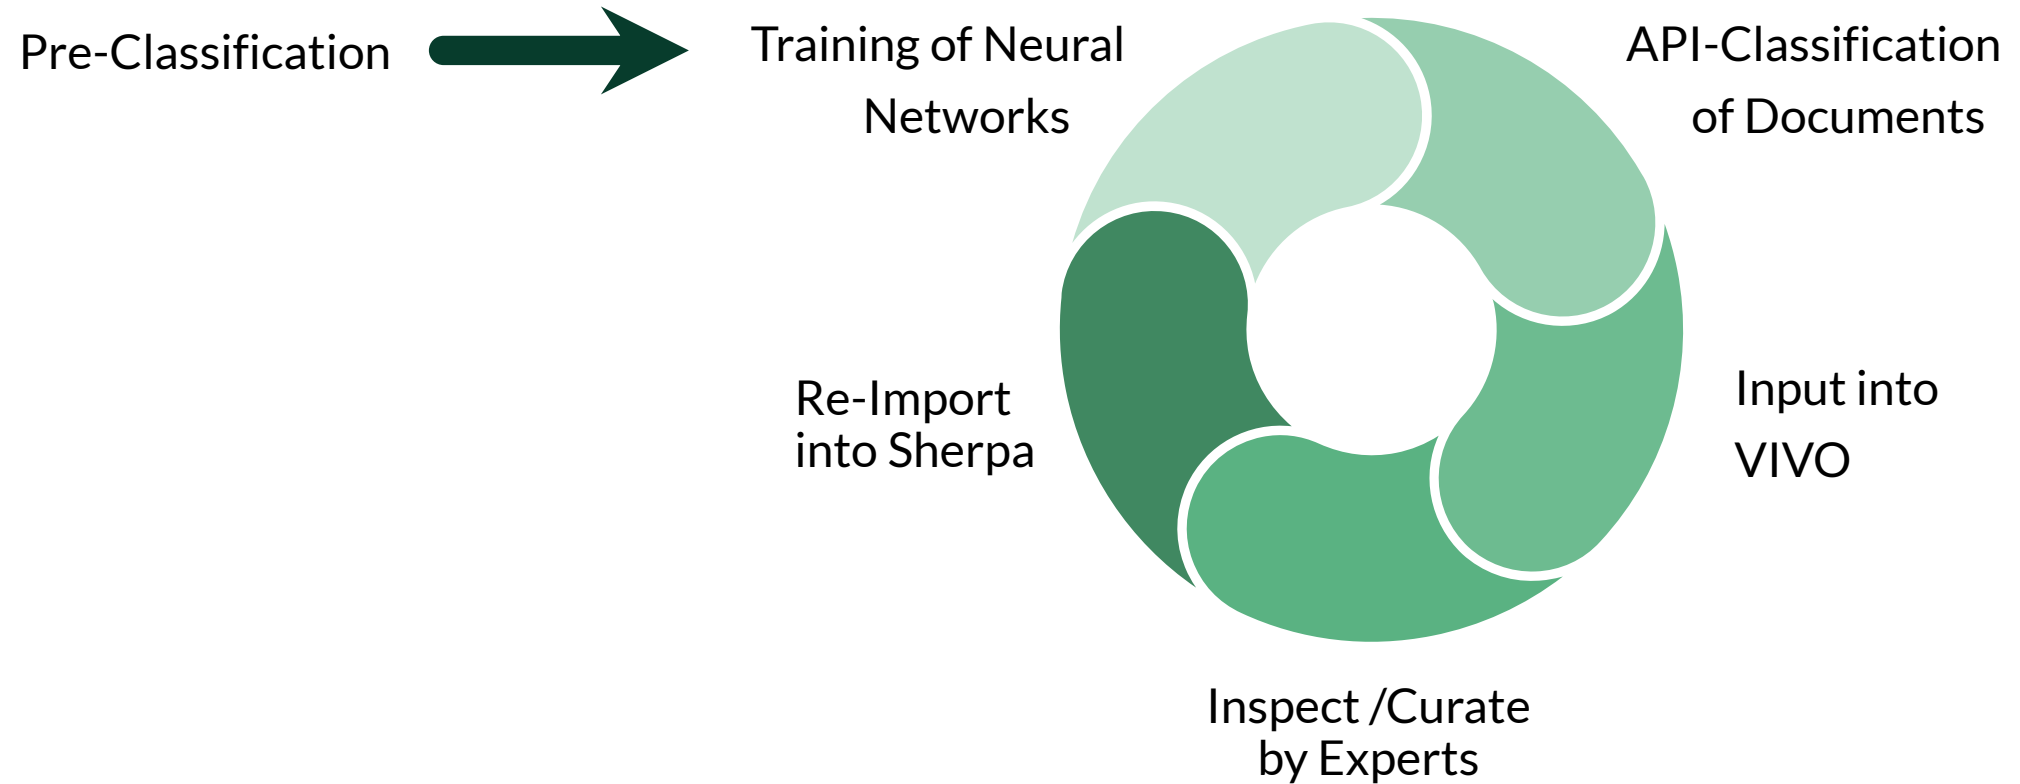 Pre-Classification
Training of Neural
Networks
API-Classification
of Documents
Input into
VIVO
Inspect /Curate
by Experts
Re-Import
into Sherpa